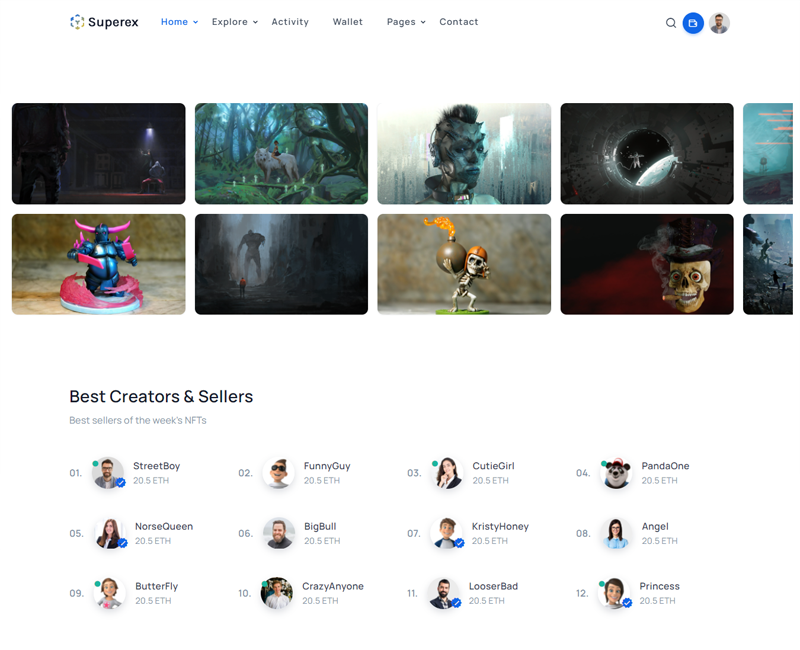 Superex
Home
Explore
Activity
Wallet
Pages
Contact
Best Creators & Sellers
Best sellers of the week's NFTs
01.
StreetBoy
20.5 ETH
02.
FunnyGuy
20.5 ETH
03.
CutieGirl
20.5 ETH
04.
PandaOne
20.5 ETH
05.
NorseQueen
20.5 ETH
06.
BigBull
20.5 ETH
07.
KristyHoney
20.5 ETH
08.
Angel
20.5 ETH
09.
ButterFly
20.5 ETH
10.
CrazyAnyone
20.5 ETH
11.
LooserBad
20.5 ETH
12.
Princess
20.5 ETH